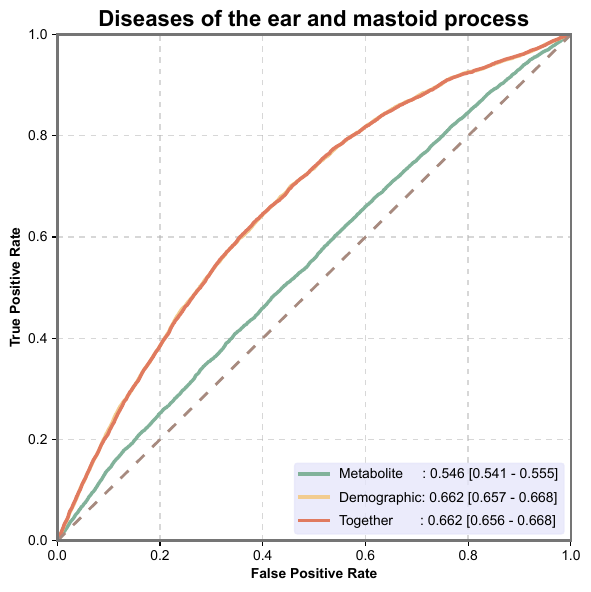 Diseases of the ear and mastoid process
1.0
0.8
0.6
0.4
0.2
0.0
True Positive Rate
Metabolite : 0.546 [0.541 - 0.555]
Demographic: 0.662 [0.657 - 0.668]
Together : 0.662 [0.656 - 0.668]
0.0 0.2 0.4 0.6 0.8 1.0
False Positive Rate